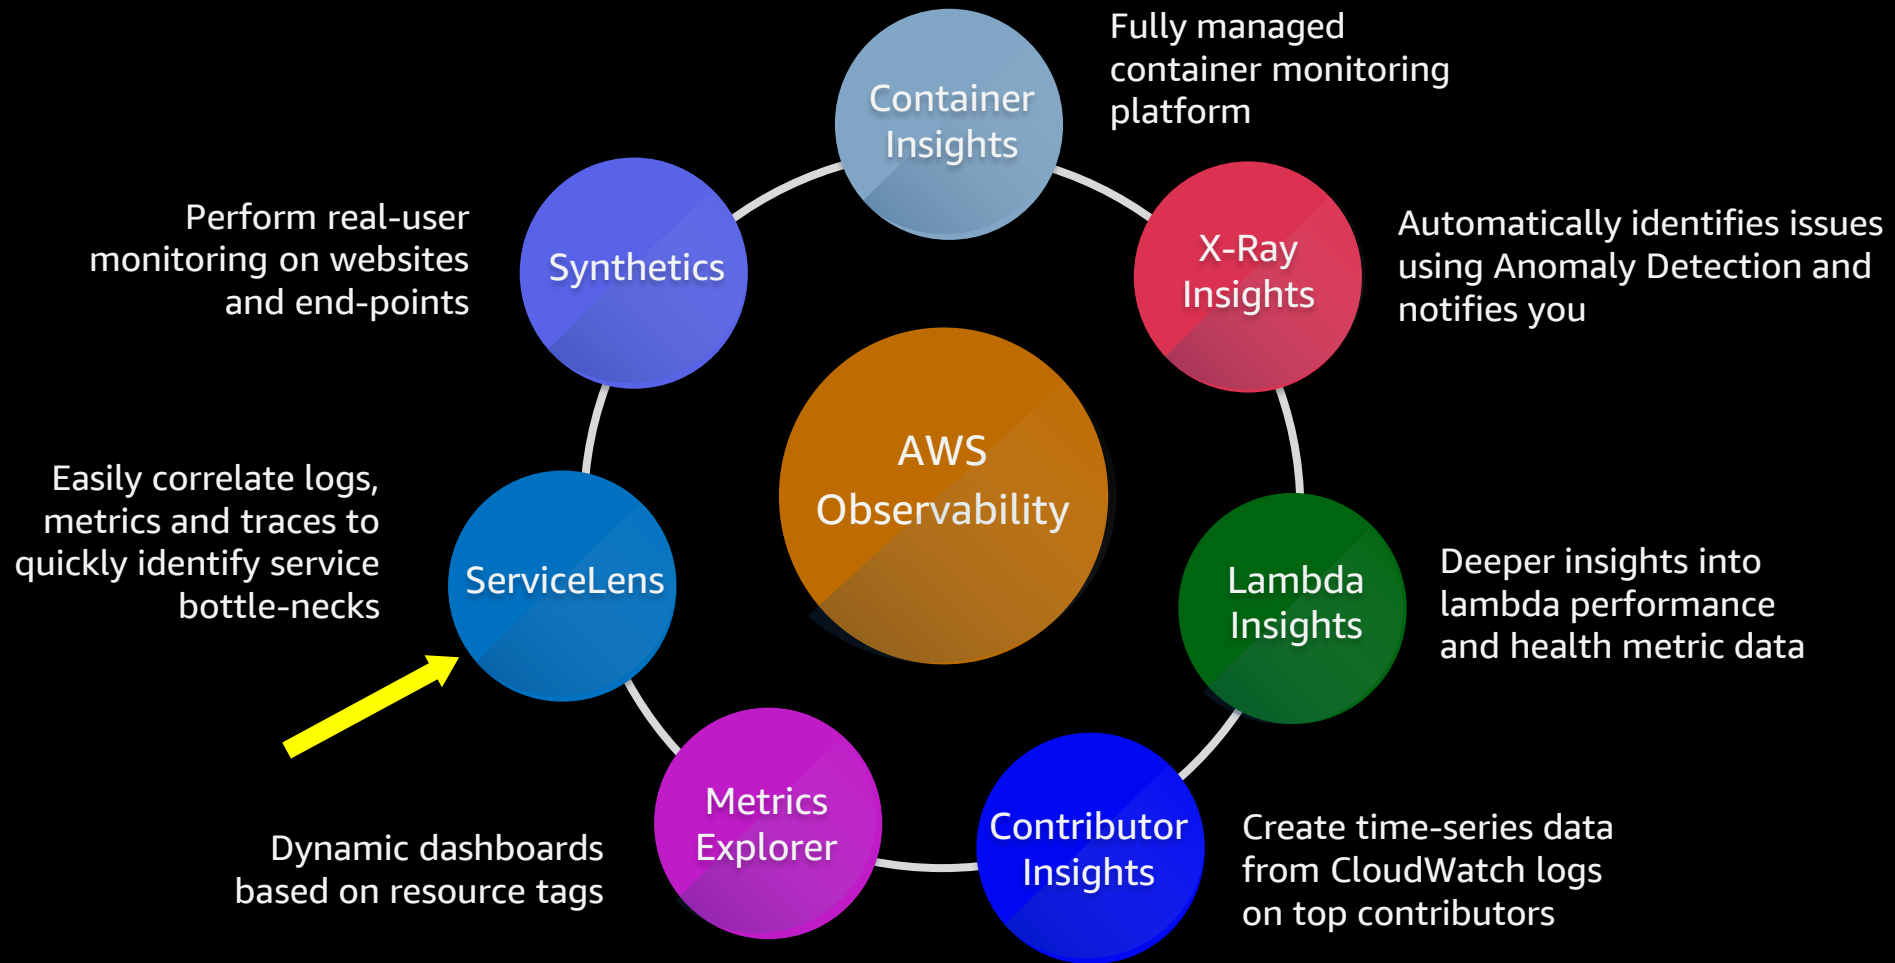 Container
Insights
Fully managed
container monitoring
platform
X-Ray
Insights
Automatically identifies issues
using Anomaly Detection and
notifies you
Lambda
Insights
Deeper insights into
lambda performance
and health metric data
Contributor
Insights
Create time-series data
from CloudWatch logs
on top contributors
Metrics
Explorer
Dynamic dashboards
based on resource tags
ServiceLens
Easily correlate logs,
metrics and traces to
quickly identify service
bottle-necks
Synthetics
Perform real-user
monitoring on websites
and end-points
AWS
Observability